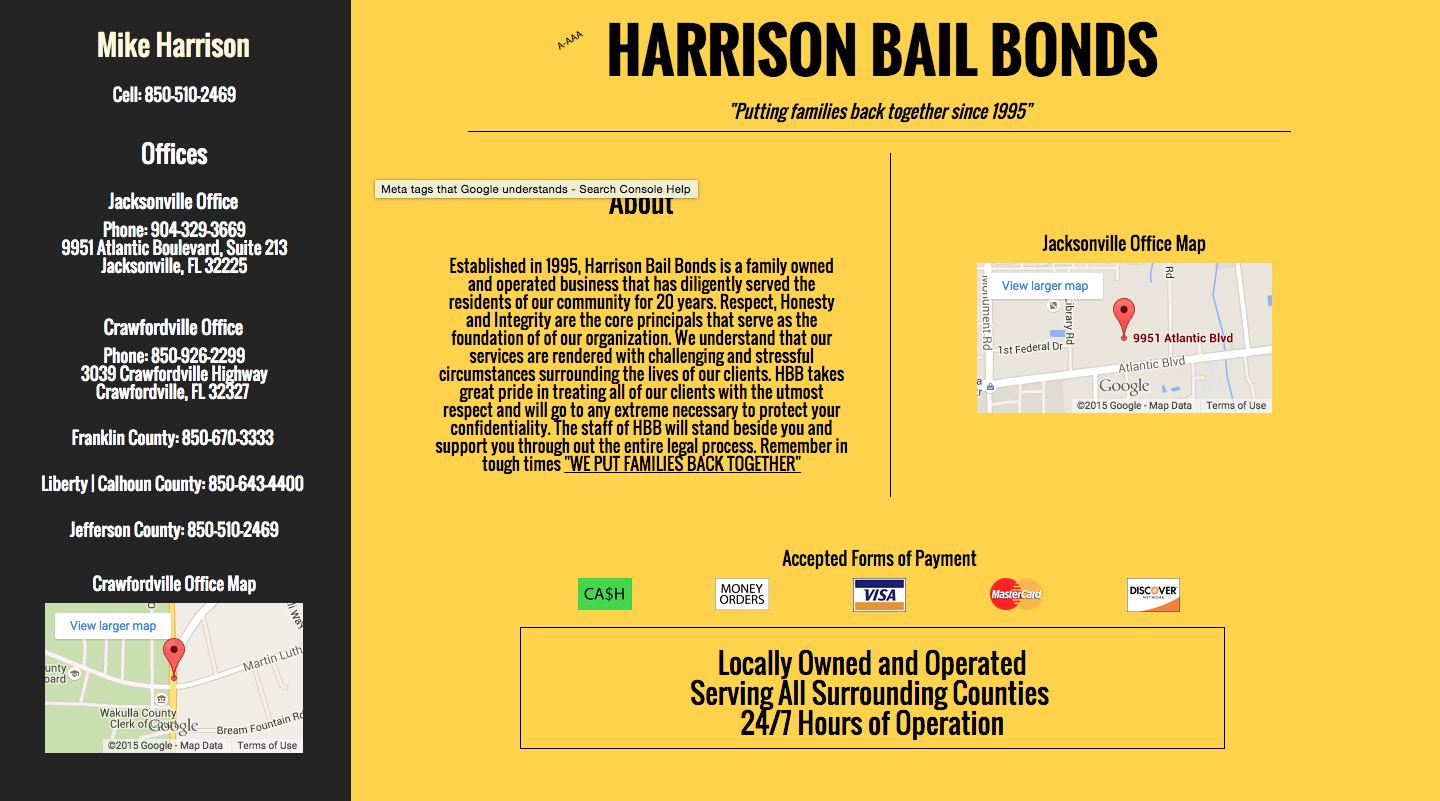 Mike Harrison
Cell: 850-510-2469
Offices
Jacksonville Office
Phone: 904-329-3669
9951 Atlantic Boulevard, Suite 213
Jacksonville, FL 32225
Crawfordville Office
Phone: 850-926-2299
3039 Crawfordville Highway
Crawfordville, FL 32327
Franklin County: 850-670-3333
Liberty | Calhoun County: 850-643-4400
Jefferson County: 850-510-2469
Crawfordville Office Map
View larger map
Martin Luth
unty
oard
Wakulla County
Clerk of Court
Google
Bream Fountain Rd
©2015 Google - Map Data
Terms of Use
A-AAA
HARRISON BAIL BONDS
"Putting families back together since 1995"
Meta tags that Google understands - Search Console Help
About
Established in 1995, Harrison Bail Bonds is a family owned
and operated business that has diligently served the
residents of our community for 20 years. Respect, Honesty
and Integrity are the core principals that serve as the
foundation of of our organization. We understand that our
services are rendered with challenging and stressful
circumstances surrounding the lives of our clients. HBB takes
great pride in treating all of our clients with the utmost
respect and will go to any extreme necessary to protect your
confidentiality. The staff of HBB will stand beside you and
support you through out the entire legal process. Remember in
tough times "WE PUT FAMILIES BACK TOGETHER"
Jacksonville Office Map
View larger map
Monument Rd
Library Rd
Rd
1st Federal Dr
9951 Atlantic Blvd
Atlantic Blvd
Google
©2015 Google - Map Data
Terms of Use
Accepted Forms of Payment
CA$H
MONEY
ORDERS
VISA
MasterCard
DISCOVER
NETWORK
Locally Owned and Operated
Serving All Surrounding Counties
24/7 Hours of Operation